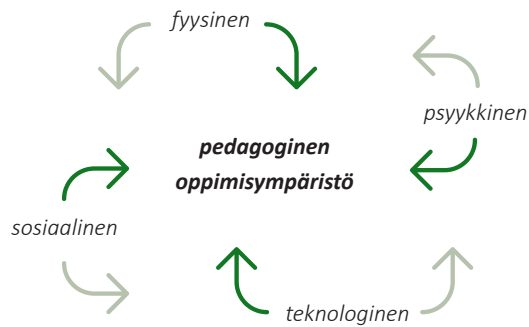 fyysinen
psyykkinen
pedagoginen
oppimisympäristö
sosiaalinen
teknologinen